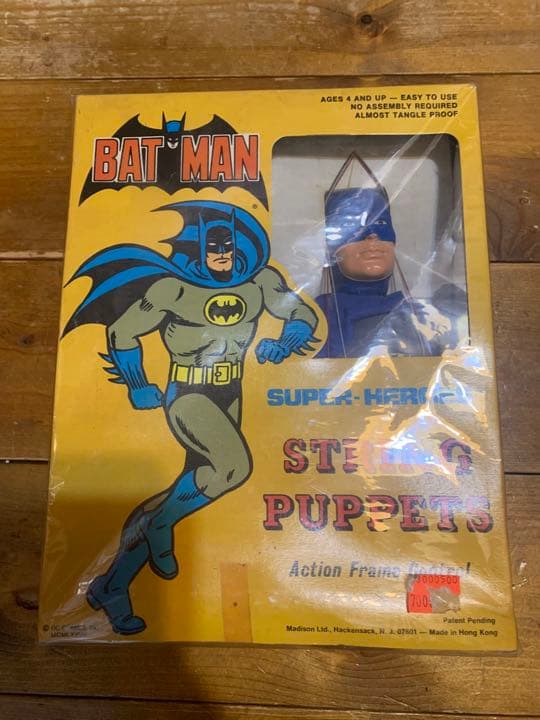 AGES 4 AND UP — EASY TO USE
NO ASSEMBLY REQUIRED
ALMOST TANGLE PROOF
BATMAN
®
SUPER-HEROES
STRING
PUPPETS
Action Frame Control
Patent Pending
Madison Ltd., Hackensack, N. J. 07601 — Made in Hong Kong